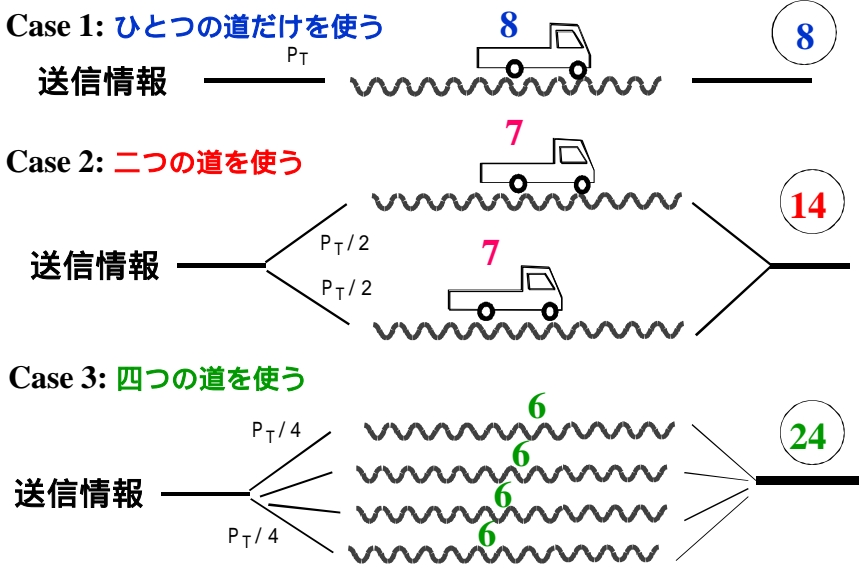 Case 1: ひとつの道だけを使う
8
8
送信情報
PT
Case 2: 二つの道を使う
7
14
送信情報
PT / 2
7
PT / 2
Case 3: 四つの道を使う
6
PT / 4
24
6
送信情報
6
PT / 4
6